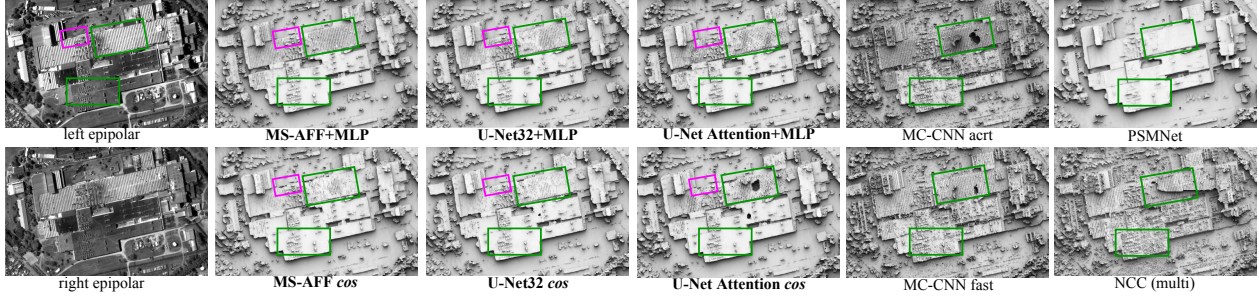 left epipolar MS-AFF+MLP U-Net32+MLP U-Net Attention+MLP MC-CNN acrt PSMNet
right epipolar MS-AFF cos U-Net32 cos U-Net Attention cos MC-CNN fast NCC (multi)